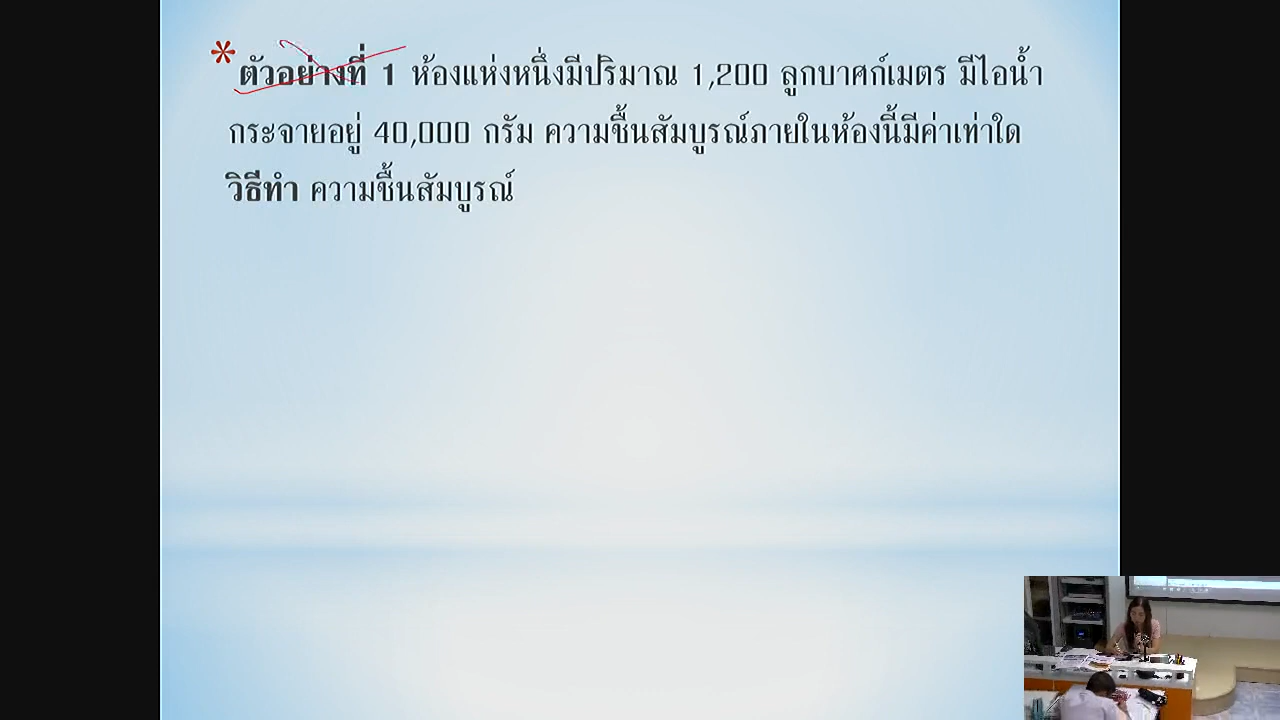 * ตัวอย่างที่ 1 ห้องแห่งหนึ่งมีปริมาณ 1,200 ลูกบาศก์เมตร มีไอน้ำ
กระจายอยู่ 40,000 กรัม ความชื้นสัมบูรณ์ภายในห้องนี้มีค่าเท่าใด
วิธีทำ ความชื้นสัมบูรณ์